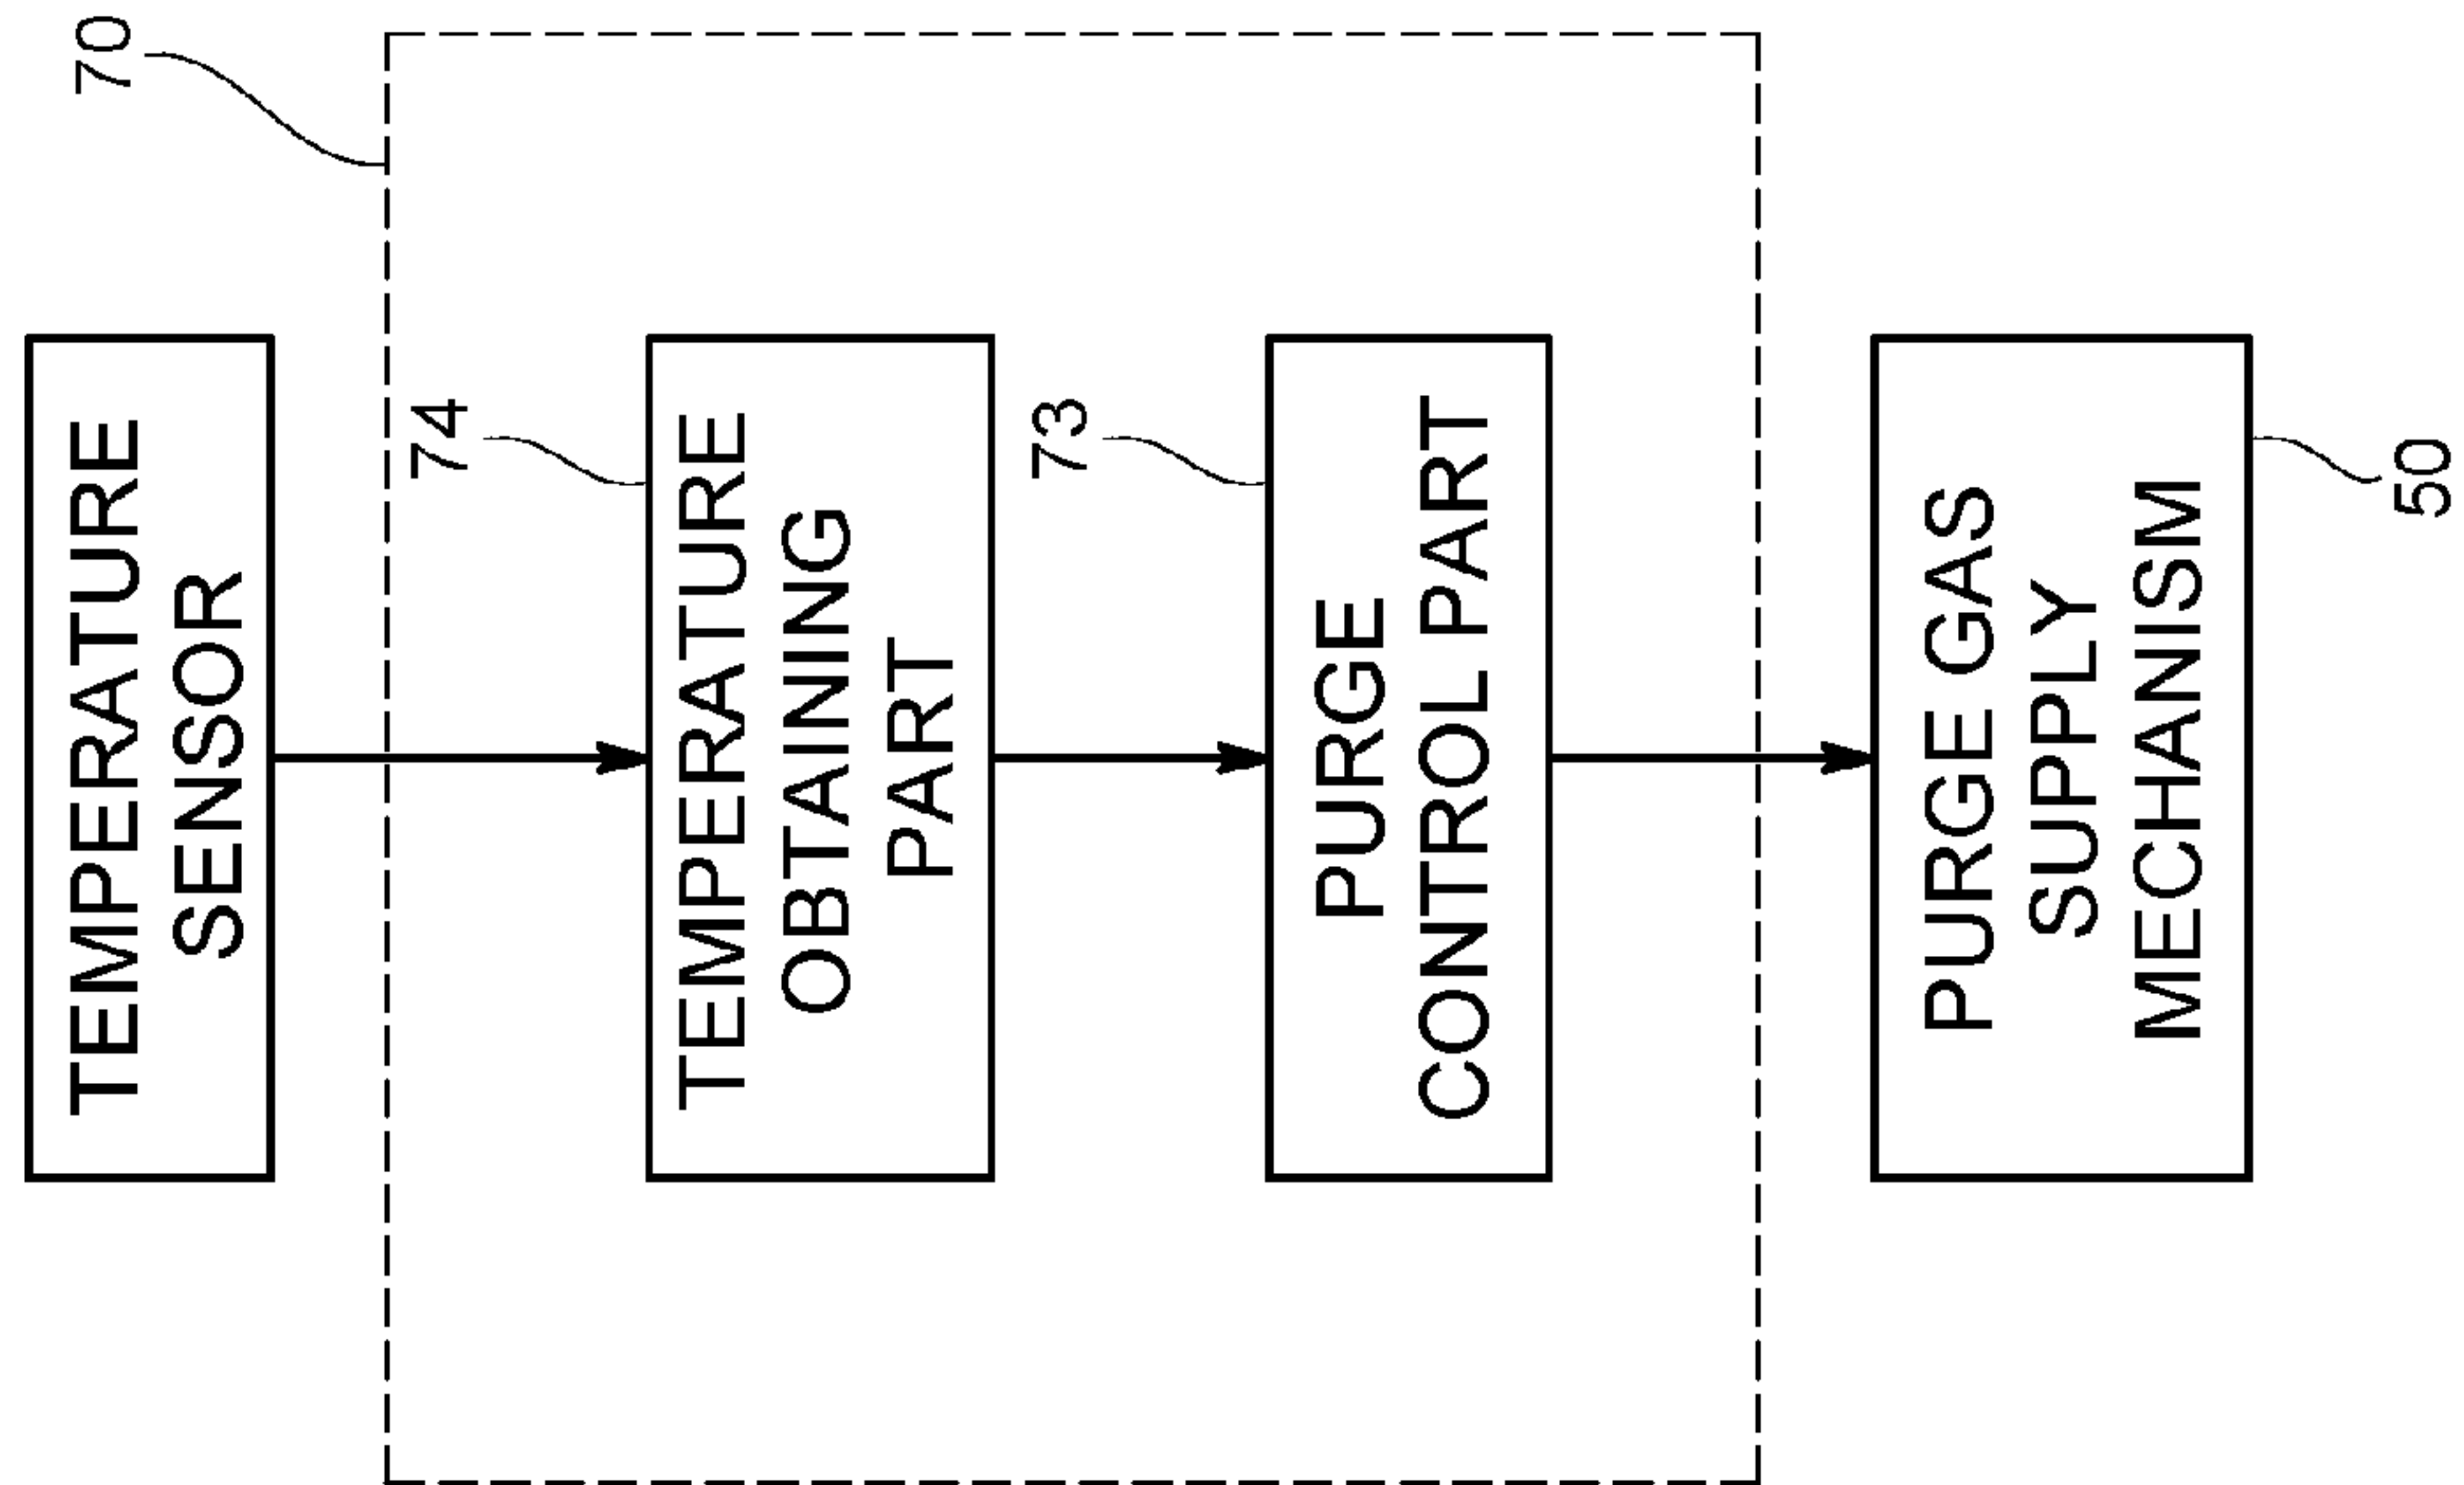 70
TEMPERATURE
SENSOR
74
TEMPERATURE
OBTAINING
PART
73
PURGE
CONTROL PART
PURGE GAS
SUPPLY
MECHANISM
50